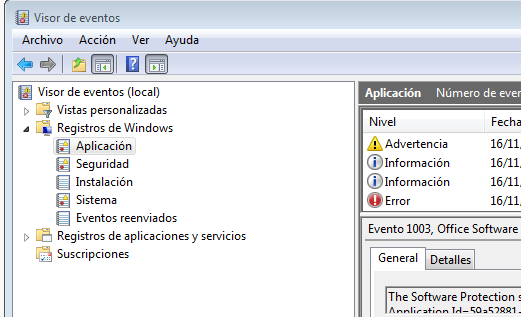 Visor de eventos
Archivo Acción Ver Ayuda
Visor de eventos (local)
Vistas personalizadas
Registros de Windows
Aplicación
Seguridad
Instalación
Sistema
Eventos reenviados
Registros de aplicaciones y servicios
Suscripciones
Aplicación Número de even
Nivel Fecha
Advertencia 16/11,
Información 16/11,
Información 16/11,
Error 16/11,
Evento 1003, Office Software
General Detalles
The Software Protection s
Application Id=59a52881-